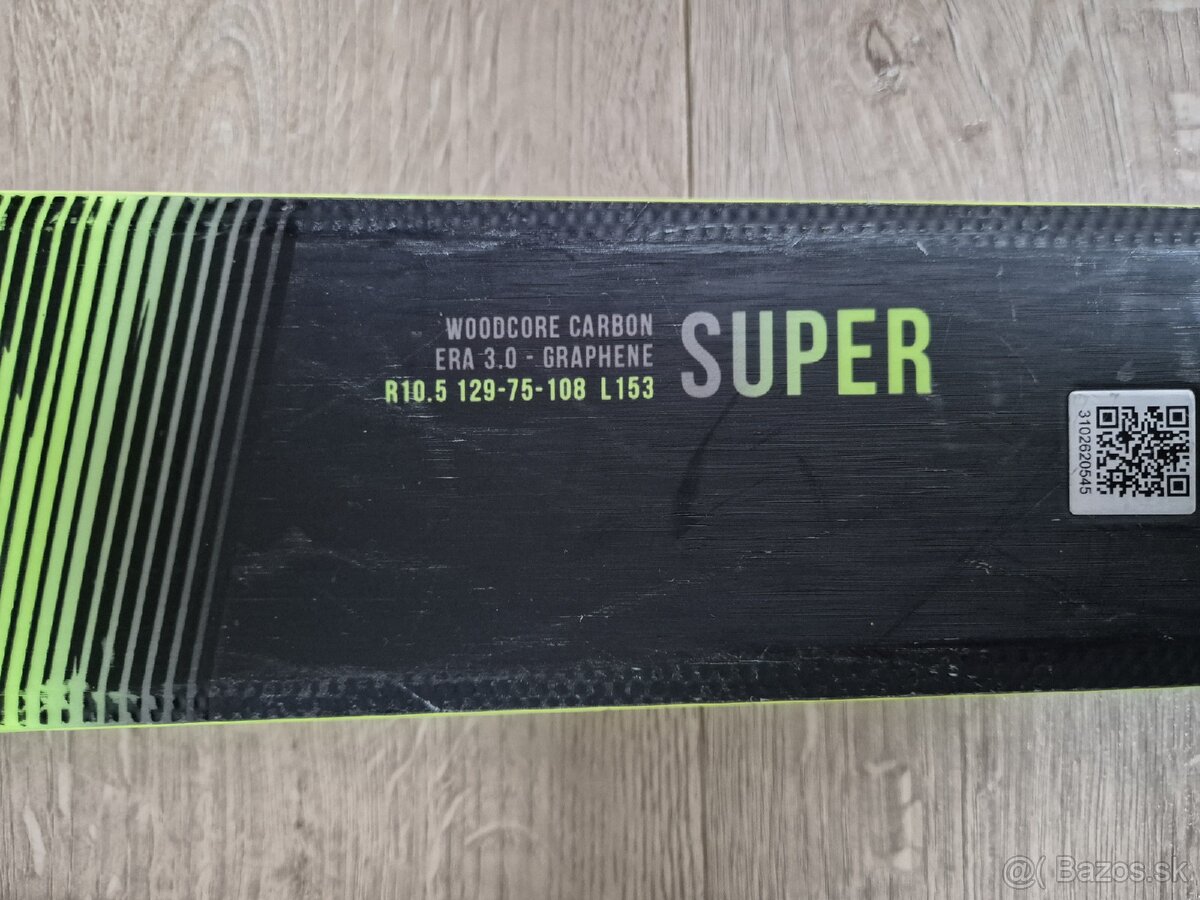 WOODCORE CARBON
ERA 3.0 - GRAPHENE
R10.5 129-75-108 L153
SUPER
3102620545
@( Bazos.sk